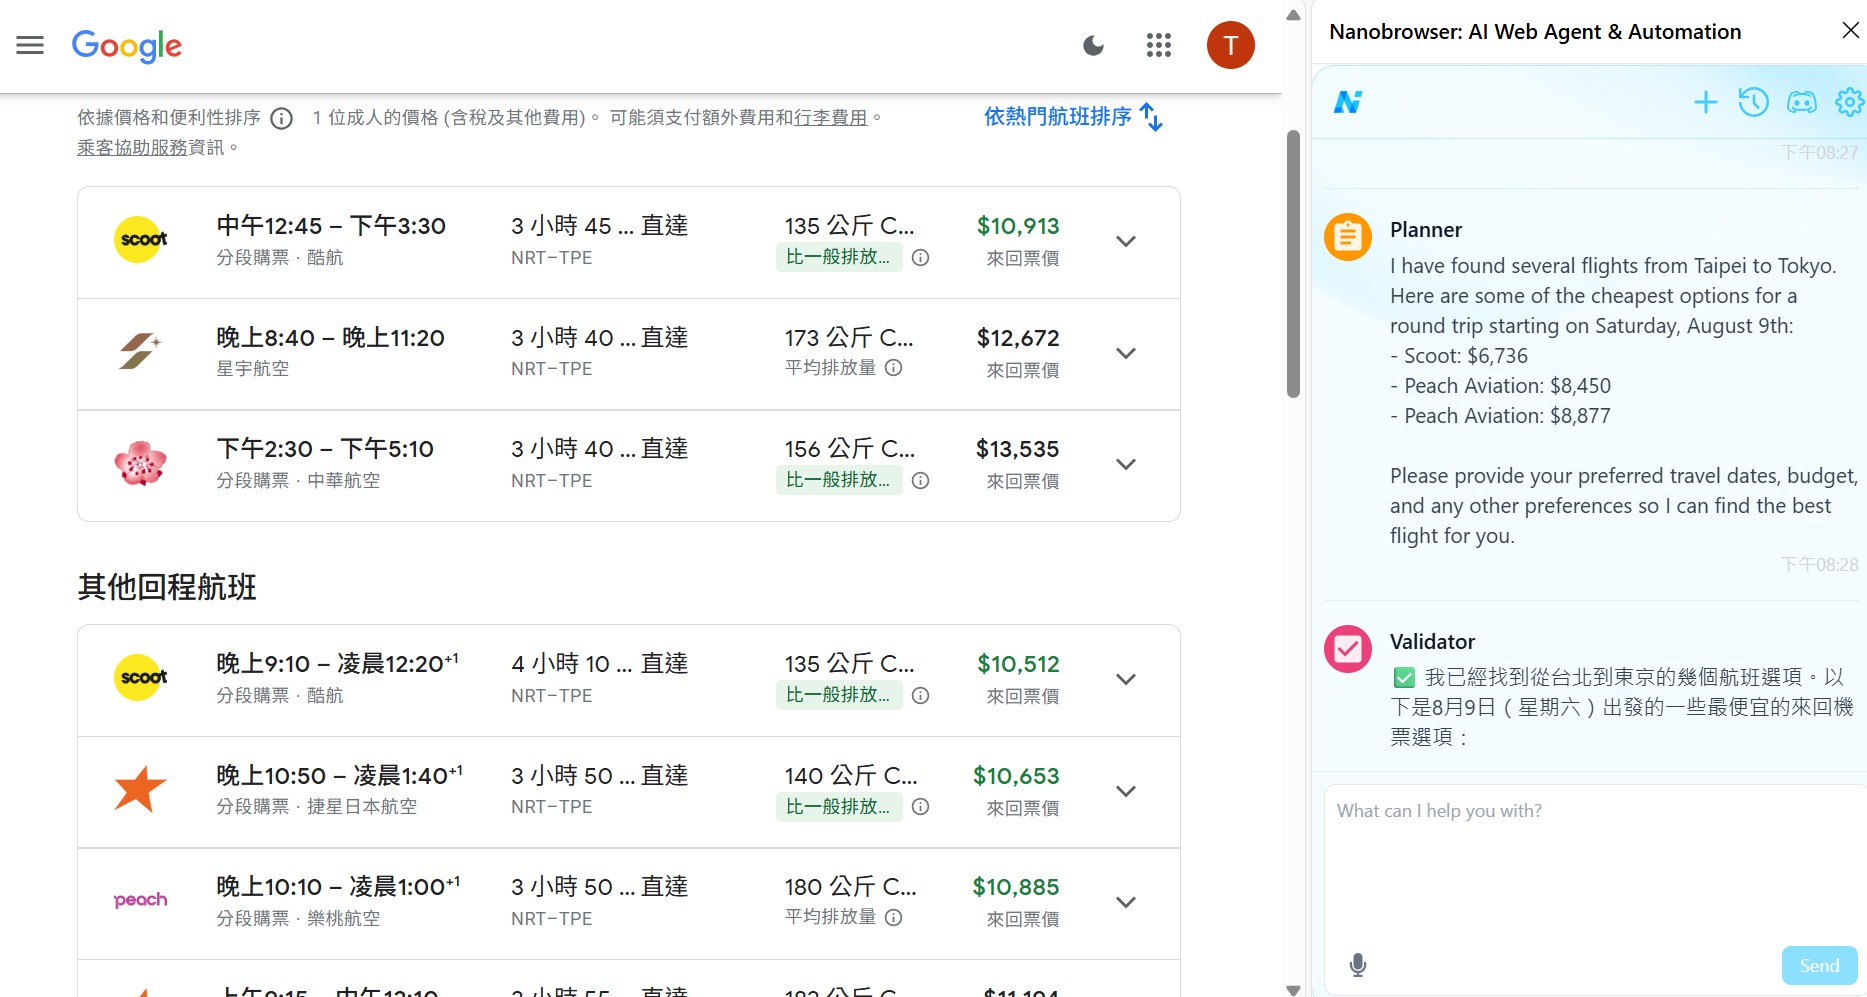 Google
T
依據價格和便利性排序 1 位成人的價格 (含稅及其他費用)。 可能須支付額外費用和行李費用。
乘客協助服務資訊。
依熱門航班排序
scoot
中午12:45 – 下午3:30
3 小時 45 ... 直達
135 公斤 C...
$10,913
分段購票 · 酷航
NRT–TPE
比一般排放...
來回票價
晚上8:40 – 晚上11:20
3 小時 40 ... 直達
173 公斤 C...
$12,672
星宇航空
NRT–TPE
平均排放量
來回票價
下午2:30 – 下午5:10
3 小時 40 ... 直達
156 公斤 C...
$13,535
分段購票 · 中華航空
NRT–TPE
比一般排放...
來回票價
其他回程航班
scoot
晚上9:10 – 凌晨12:20+1
4 小時 10 ... 直達
135 公斤 C...
$10,512
分段購票 · 酷航
NRT–TPE
比一般排放...
來回票價
晚上10:50 – 凌晨1:40+1
3 小時 50 ... 直達
140 公斤 C...
$10,653
分段購票 · 捷星日本航空
NRT–TPE
比一般排放...
來回票價
peach
晚上10:10 – 凌晨1:00+1
3 小時 50 ... 直達
180 公斤 C...
$10,885
分段購票 · 樂桃航空
NRT–TPE
平均排放量
來回票價
Nanobrowser: AI Web Agent & Automation
下午08:27
Planner
I have found several flights from Taipei to Tokyo.
Here are some of the cheapest options for a
round trip starting on Saturday, August 9th:
- Scoot: $6,736
- Peach Aviation: $8,450
- Peach Aviation: $8,877
Please provide your preferred travel dates, budget,
and any other preferences so I can find the best
flight for you.
下午08:28
Validator
✅ 我已經找到從台北到東京的幾個航班選項。以
下是8月9日（星期六）出發的一些最便宜的來回機
票選項：
What can I help you with?
Send